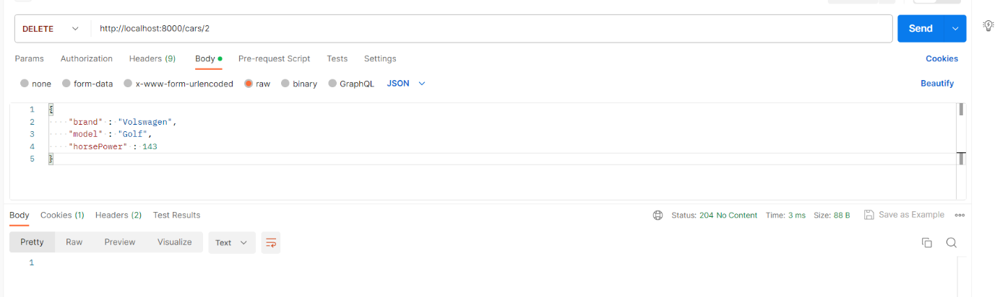 DELETE http://localhost:8000/cars/2 Send
Params Authorization Headers (9) Body Pre-request Script Tests Settings Cookies
none form-data x-www-form-urlencoded raw binary GraphQL JSON Beautify
1 {
2 "brand" : "Volswagen",
3 "model" : "Golf",
4 "horsePower" : 143
5 }
Body Cookies (1) Headers (2) Test Results Status: 204 No Content Time: 3 ms Size: 88 B Save as Example
Pretty Raw Preview Visualize Text
1